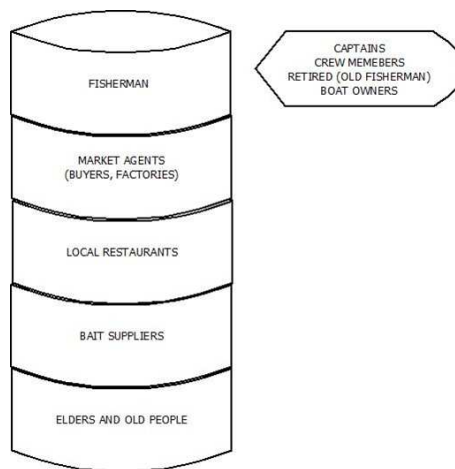 FISHERMAN
CAPTAINS
CREW MEMEBERS
RETIRED (OLD FISHERMAN)
BOAT OWNERS
MARKET AGENTS
(BUYERS, FACTORIES)
LOCAL RESTAURANTS
BAIT SUPPLIERS
ELDERS AND OLD PEOPLE